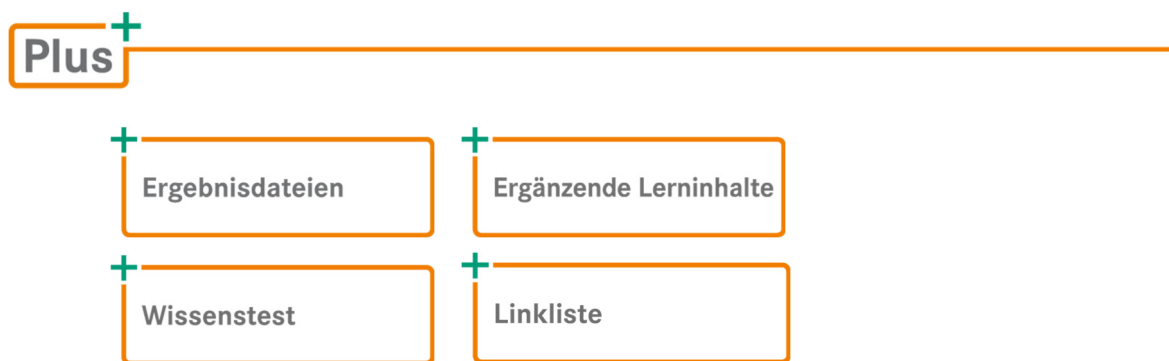 Plus
Ergebnisdateien
Ergänzende Lerninhalte
Wissenstest
Linkliste